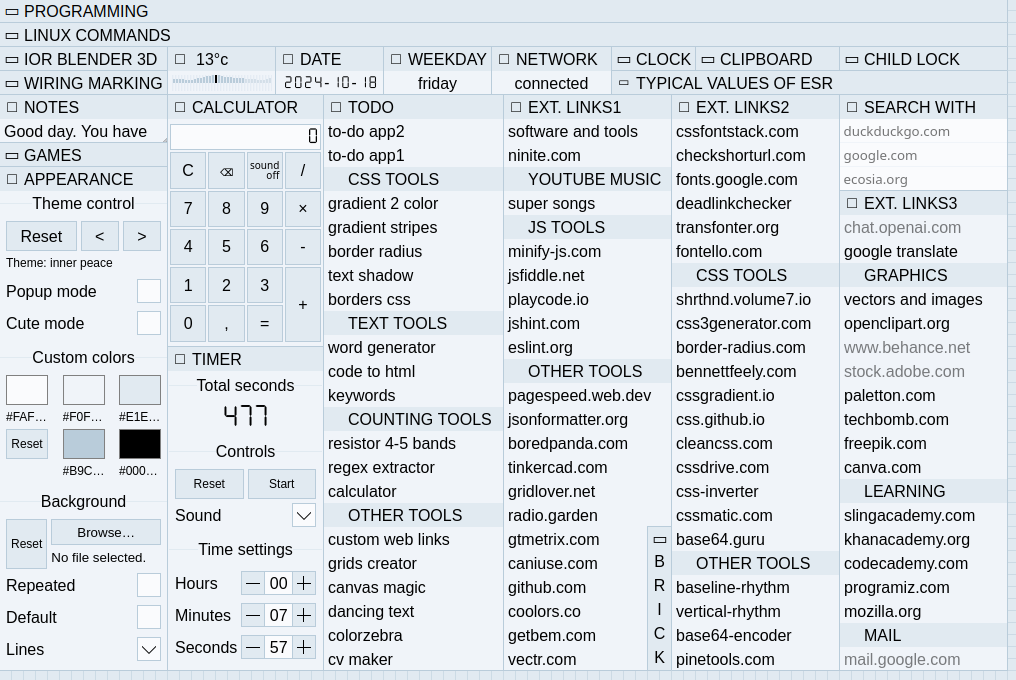 PROGRAMMING
LINUX COMMANDS
IOR BLENDER 3D
13°c
DATE
WEEKDAY
NETWORK
CLOCK
CLIPBOARD
CHILD LOCK
WIRING MARKING
2024-10-18
friday
connected
TYPICAL VALUES OF ESR
NOTES
Good day. You have
GAMES
APPEARANCE
Theme control
Reset < >
Theme: inner peace
Popup mode
Cute mode
Custom colors
#FAF… #F0F… #E1E…
Reset
#B9C… #000…
Background
Reset
Browse…
No file selected.
Repeated
Default
Lines
CALCULATOR
0
C ⌫ sound off /
7 8 9 ×
4 5 6 -
1 2 3 +
0 , =
TIMER
Total seconds
477
Controls
Reset Start
Sound
Time settings
Hours — 00 +
Minutes — 07 +
Seconds — 57 +
TODO
to-do app2
to-do app1
CSS TOOLS
gradient 2 color
gradient stripes
border radius
text shadow
borders css
TEXT TOOLS
word generator
code to html
keywords
COUNTING TOOLS
resistor 4-5 bands
regex extractor
calculator
OTHER TOOLS
custom web links
grids creator
canvas magic
dancing text
colorzebra
cv maker
EXT. LINKS1
software and tools
ninite.com
YOUTUBE MUSIC
super songs
JS TOOLS
minify-js.com
jsfiddle.net
playcode.io
jshint.com
eslint.org
OTHER TOOLS
pagespeed.web.dev
jsonformatter.org
boredpanda.com
tinkercad.com
gridlover.net
radio.garden
gtmetrix.com
caniuse.com
github.com
coolors.co
getbem.com
vectr.com
B
R
I
C
K
EXT. LINKS2
cssfontstack.com
checkshorturl.com
fonts.google.com
deadlinkchecker
transfonter.org
fontello.com
CSS TOOLS
shrthnd.volume7.io
css3generator.com
border-radius.com
bennettfeely.com
cssgradient.io
css.github.io
cleancss.com
cssdrive.com
css-inverter
cssmatic.com
base64.guru
OTHER TOOLS
baseline-rhythm
vertical-rhythm
base64-encoder
pinetools.com
SEARCH WITH
duckduckgo.com
google.com
ecosia.org
EXT. LINKS3
chat.openai.com
google translate
GRAPHICS
vectors and images
openclipart.org
www.behance.net
stock.adobe.com
paletton.com
techbomb.com
freepik.com
canva.com
LEARNING
slingacademy.com
khanacademy.org
codecademy.com
programiz.com
mozilla.org
MAIL
mail.google.com